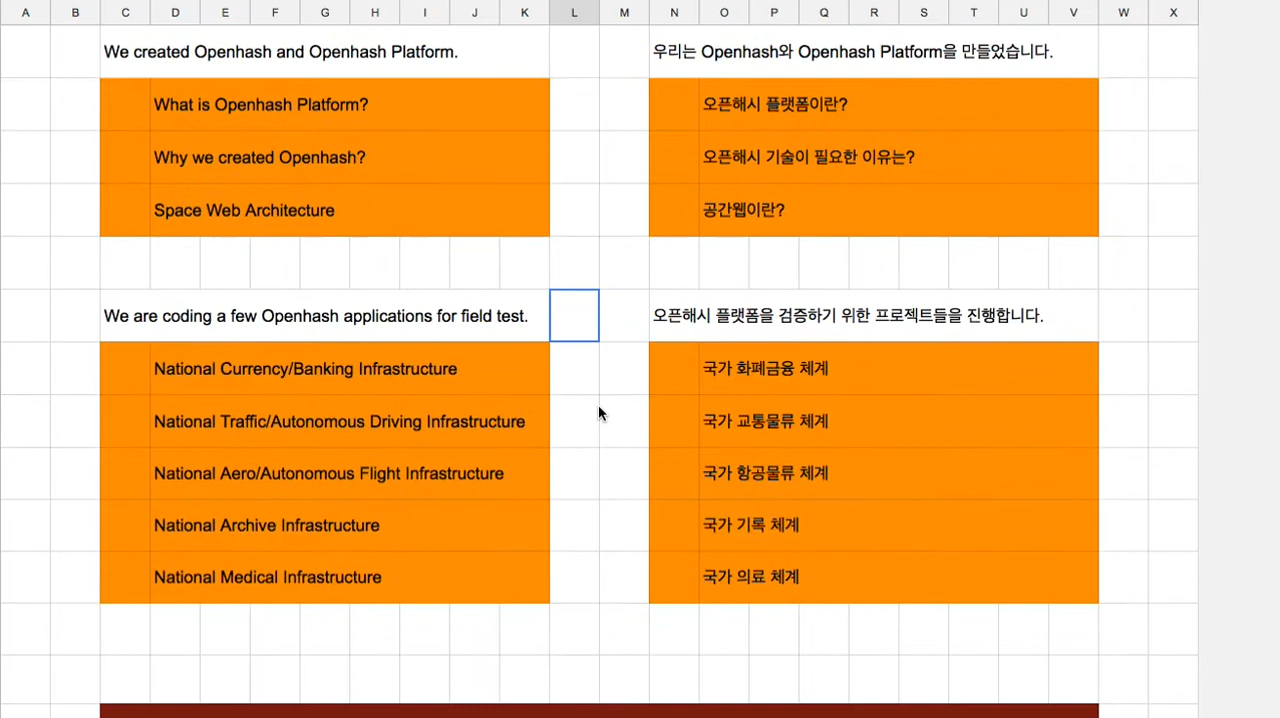 A B C D E F G H I J K L M N O P Q R S T U V W X
We created Openhash and Openhash Platform.
우리는 Openhash와 Openhash Platform을 만들었습니다.
What is Openhash Platform?
오픈해시 플랫폼이란?
Why we created Openhash?
오픈해시 기술이 필요한 이유는?
Space Web Architecture
공간웹이란?
We are coding a few Openhash applications for field test.
오픈해시 플랫폼을 검증하기 위한 프로젝트들을 진행합니다.
National Currency/Banking Infrastructure
국가 화폐금융 체계
National Traffic/Autonomous Driving Infrastructure
국가 교통물류 체계
National Aero/Autonomous Flight Infrastructure
국가 항공물류 체계
National Archive Infrastructure
국가 기록 체계
National Medical Infrastructure
국가 의료 체계